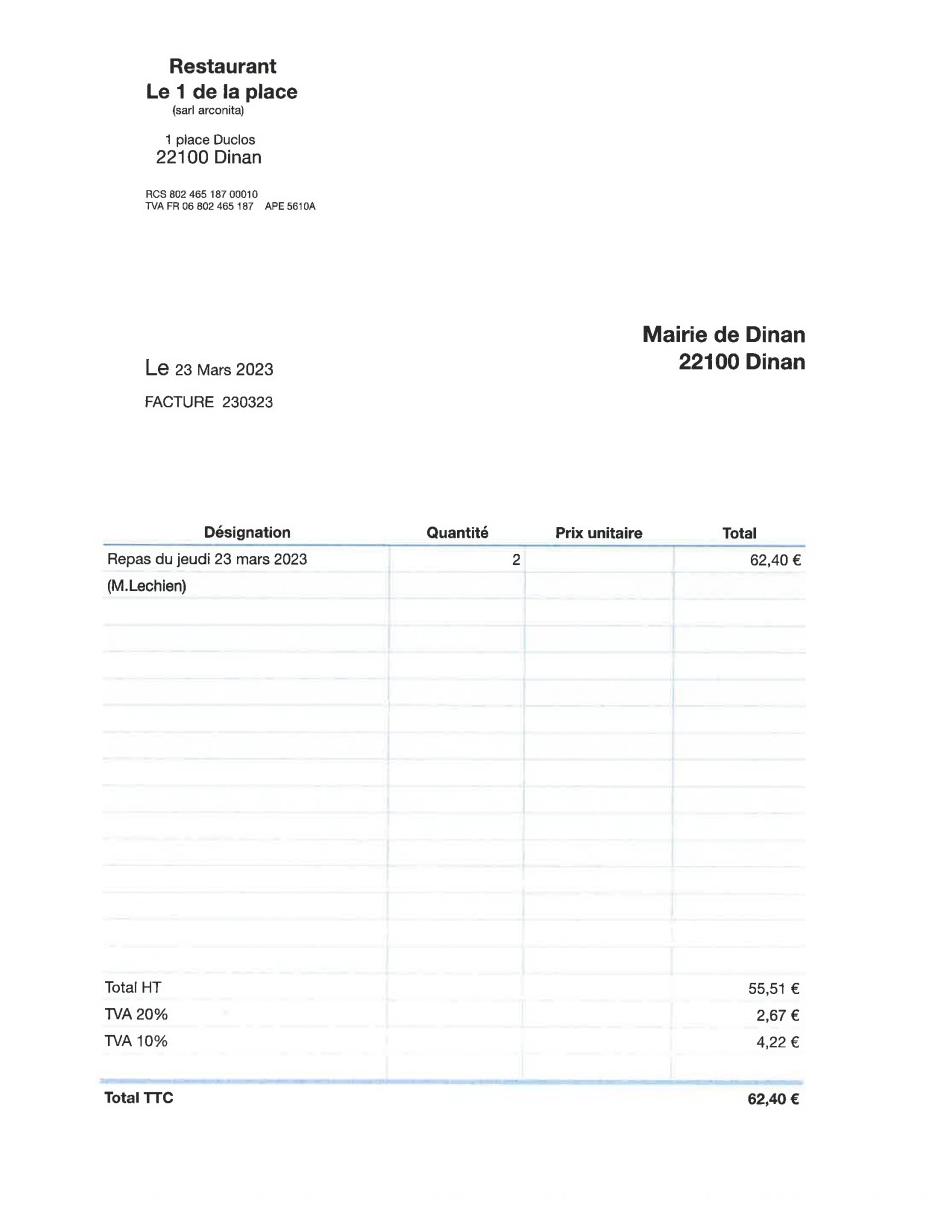 Restaurant
Le 1 de la place
(sarl arconita)
1 place Duclos
22100 Dinan
RCS 802 465 187 00010
TVA FR 06 802 465 187 APE 5610A
Mairie de Dinan
22100 Dinan
Le 23 Mars 2023
FACTURE 230323
Désignation Quantité Prix unitaire Total
Repas du jeudi 23 mars 2023 2 62,40 €
(M.Lechien)
Total HT 55,51 €
TVA 20% 2,67 €
TVA 10% 4,22 €
Total TTC 62,40 €